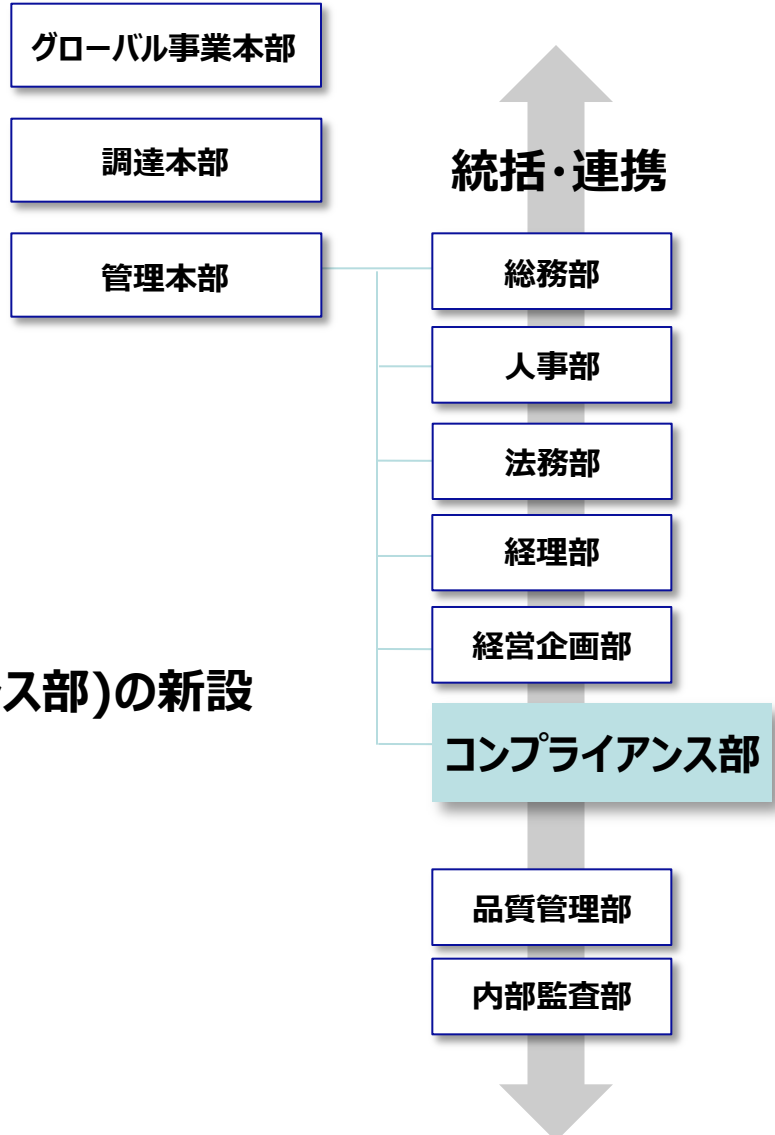 グローバル事業本部
調達本部
統括・連携
管理本部
総務部
人事部
法務部
経理部
経営企画部
ス部)の新設
コンプライアンス部
品質管理部
内部監査部